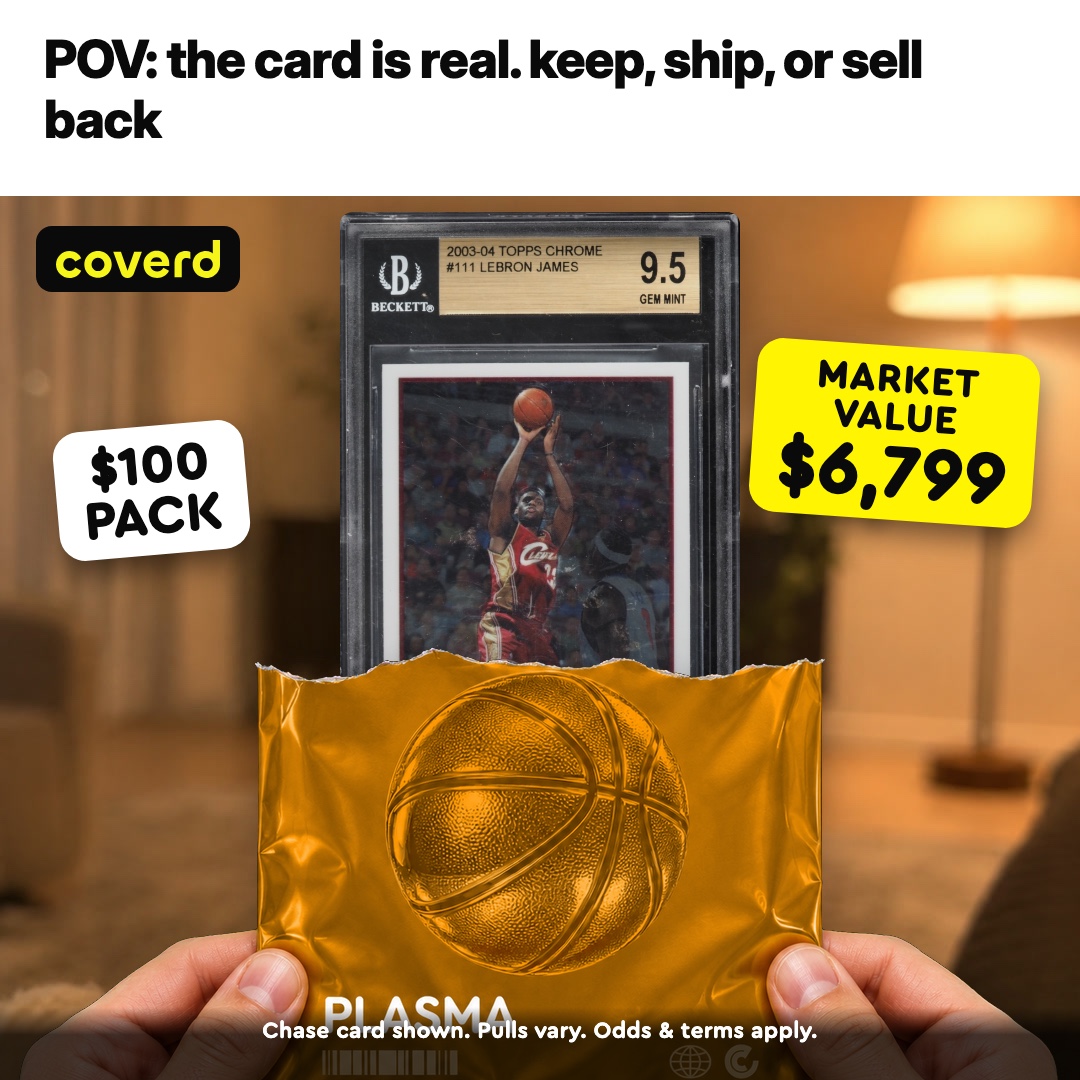 POV: the card is real. keep, ship, or sell
back
coverd
2003-04 TOPPS CHROME
#111 LEBRON JAMES
9.5
GEM MINT
B
BECKETT®
MARKET
VALUE
$6,799
$100
PACK
CLEVEL
PLASMA
Chase card shown. Pulls vary. Odds & terms apply.